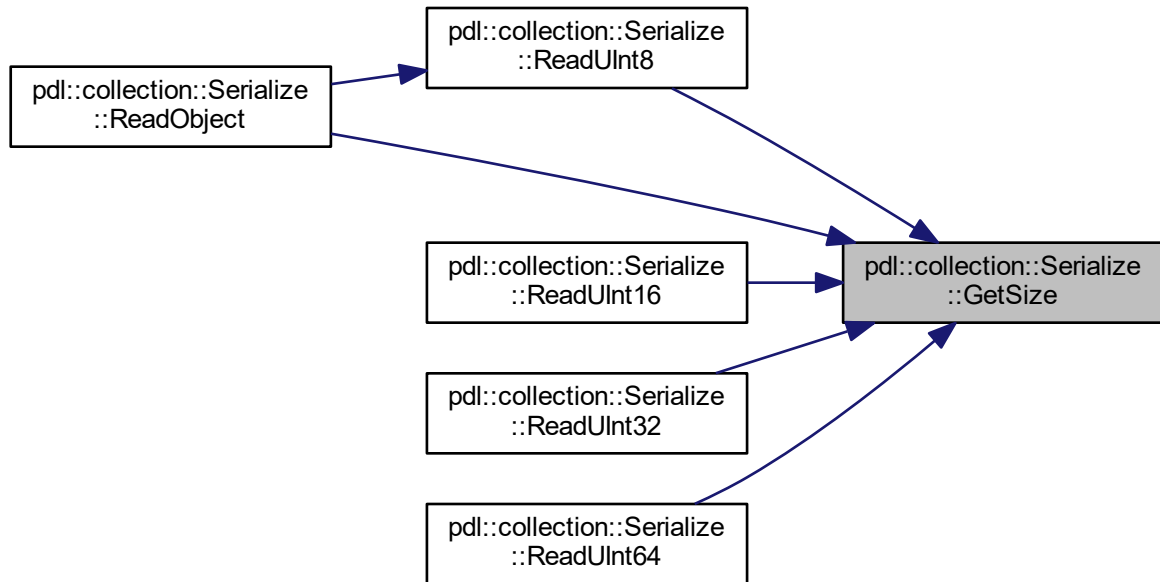 pdl::collection::Serialize
::ReadUInt8
pdl::collection::Serialize
::ReadObject
pdl::collection::Serialize
::ReadUInt16
pdl::collection::Serialize
::GetSize
pdl::collection::Serialize
::ReadUInt32
pdl::collection::Serialize
::ReadUInt64